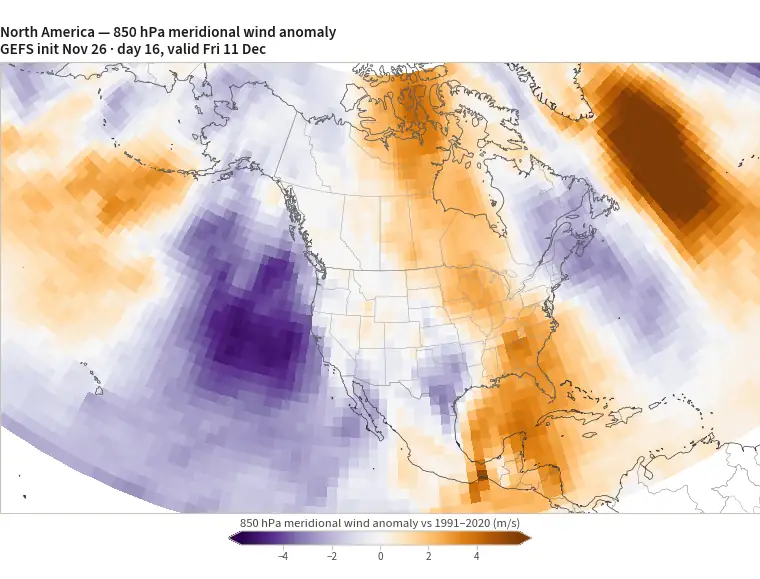 North America — 850 hPa meridional wind anomaly
GEFS init Nov 26 · day 16, valid Fri 11 Dec
850 hPa meridional wind anomaly vs 1991–2020 (m/s)
−4 −2 0 2 4